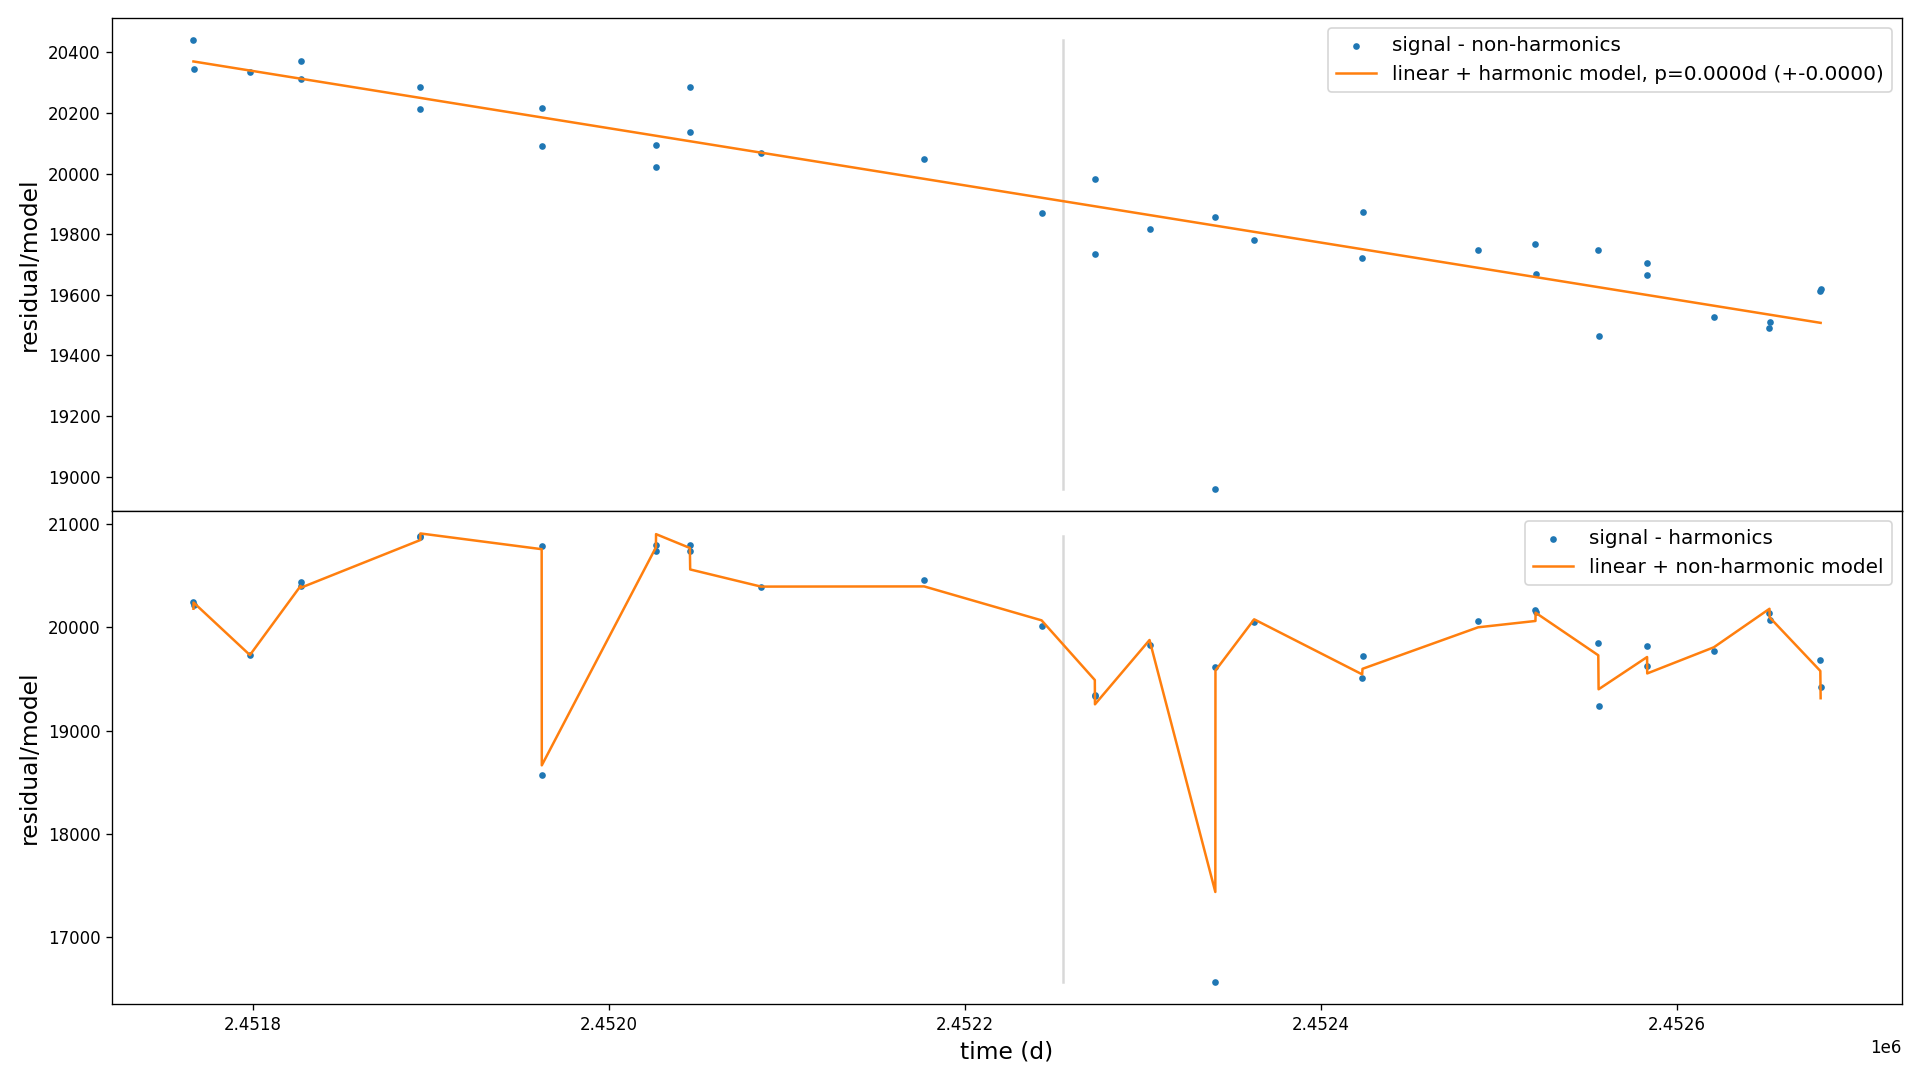 signal - non-harmonics
linear + harmonic model, p=0.0000d (+-0.0000)
residual/model
20400
20200
20000
19800
19600
19400
19200
19000
signal - harmonics
linear + non-harmonic model
residual/model
21000
20000
19000
18000
17000
2.4518 2.4520 2.4522 2.4524 2.4526
time (d)
1e6